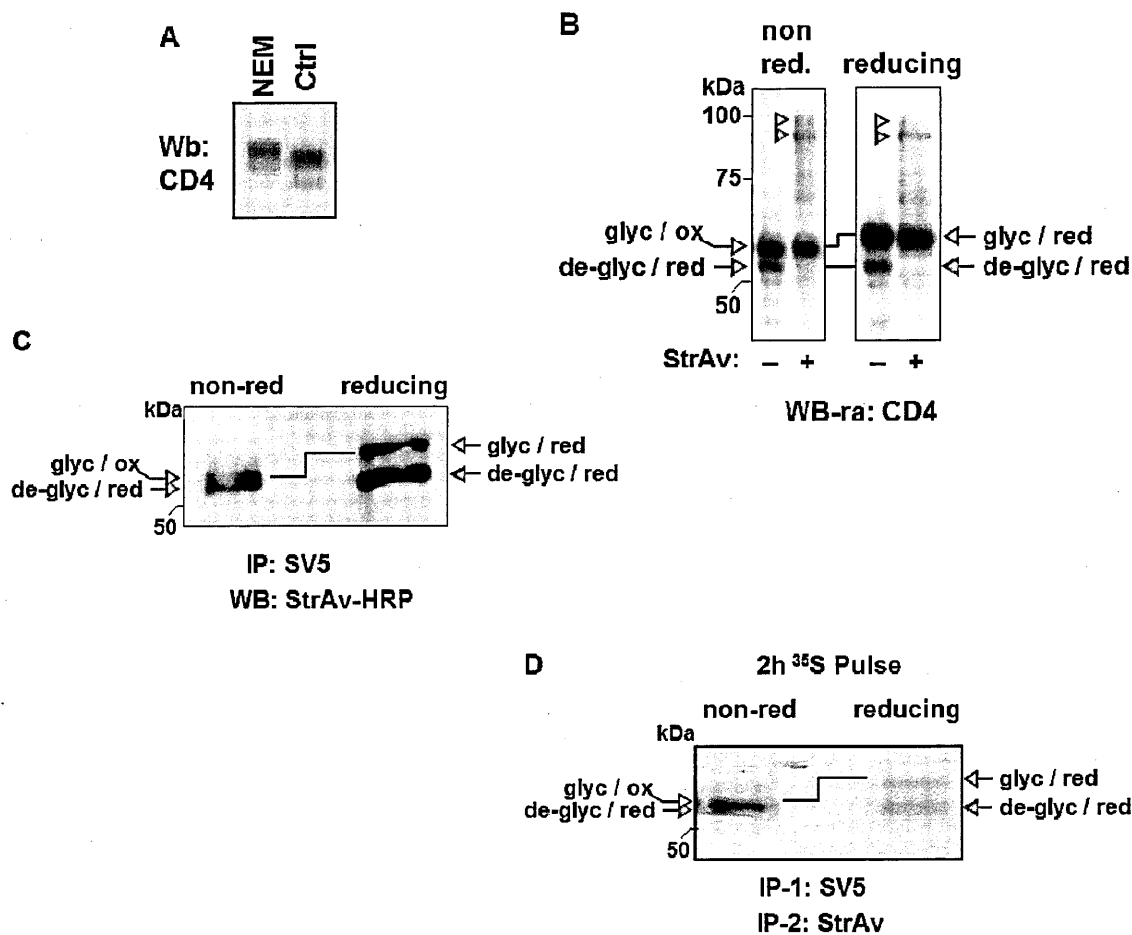 A
NEM
Ctrl
Wb:
CD4
B
non
red.
reducing
kDa
100
75
glyc / ox
de-glyc / red
50
glyc / red
de-glyc / red
StrAv: – + – +
WB-ra: CD4
C
non-red reducing
kDa
glyc / ox
de-glyc / red
50
glyc / red
de-glyc / red
IP: SV5
WB: StrAv-HRP
D
2h ³⁵S Pulse
non-red reducing
kDa
glyc / ox
de-glyc / red
50
glyc / red
de-glyc / red
IP-1: SV5
IP-2: StrAv